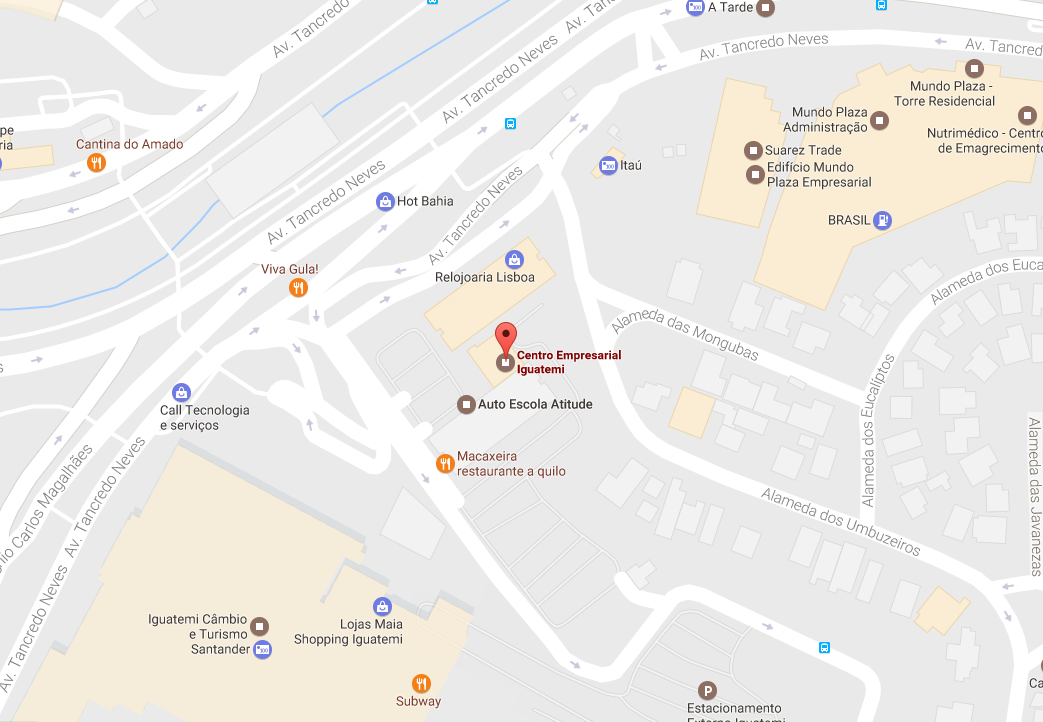 A Tarde
Av. Tancredo Neves
Av. Tancredo Neves
Av. Tancredo Neves
Mundo Plaza -
Torre Residencial
Mundo Plaza
Administração
Nutrimédico - Centro
de Emagrecimento
Cantina do Amado
Suarez Trade
Edifício Mundo
Plaza Empresarial
Itaú
Av. Tancredo Neves
Av. Tancredo Neves
Hot Bahia
BRASIL
Viva Gula!
Relojoaria Lisboa
Alameda dos Euca
Alameda das Mongubas
Centro Empresarial
Iguatemi
Call Tecnologia
e serviços
Auto Escola Atitude
Alameda dos Eucaliptos
Macaxeira
restaurante a quilo
Carlos Magalhães
Av. Tancredo Neves
Alameda dos Umbuzeiros
Alameda das Javanezas
Av. Tancredo Neves
Iguatemi Câmbio
e Turismo
Santander
Lojas Maia
Shopping Iguatemi
Subway
P
Estacionamento
Externo Iguatemi